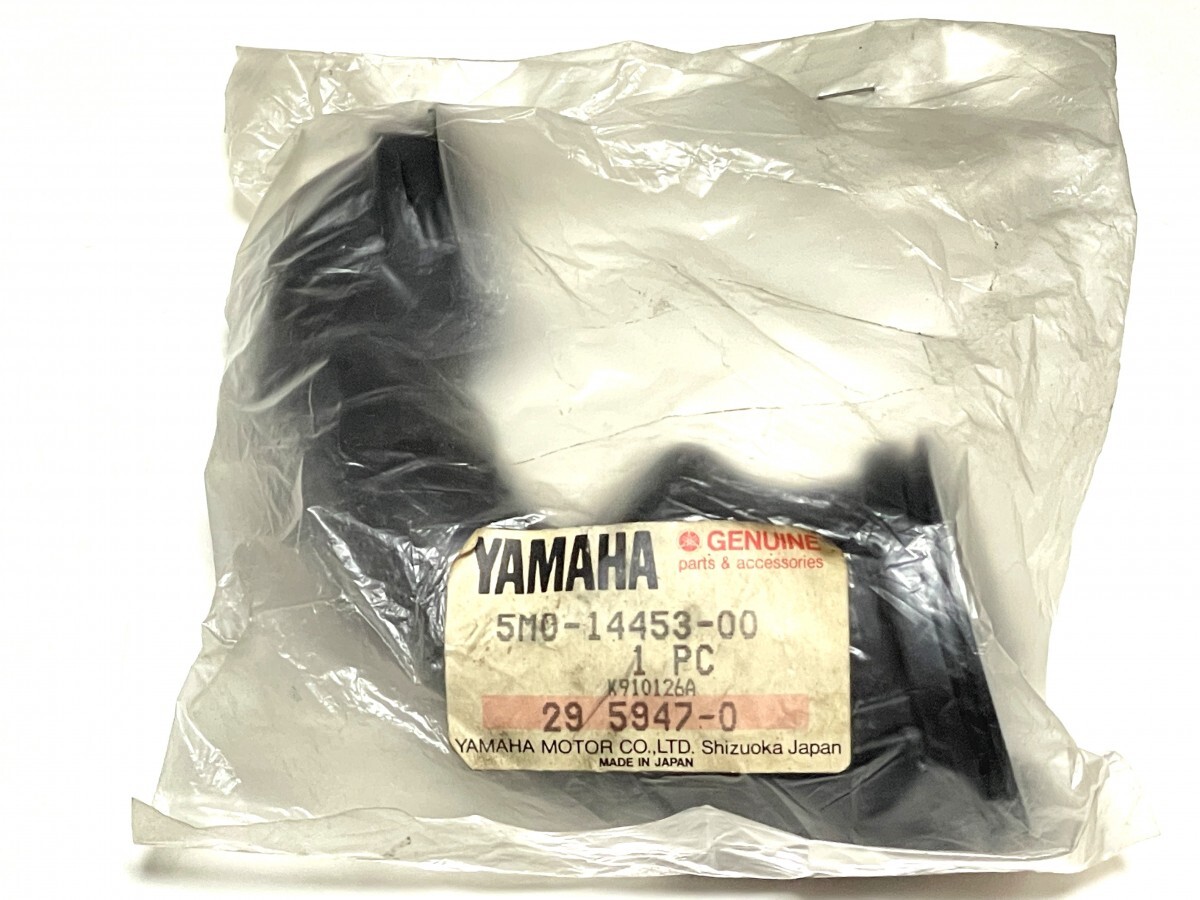 YAMAHA GENUINE
parts & accessories
5M0-14453-00
1 PC
K910126A
29 5947-0
YAMAHA MOTOR CO.,LTD. Shizuoka Japan
MADE IN JAPAN